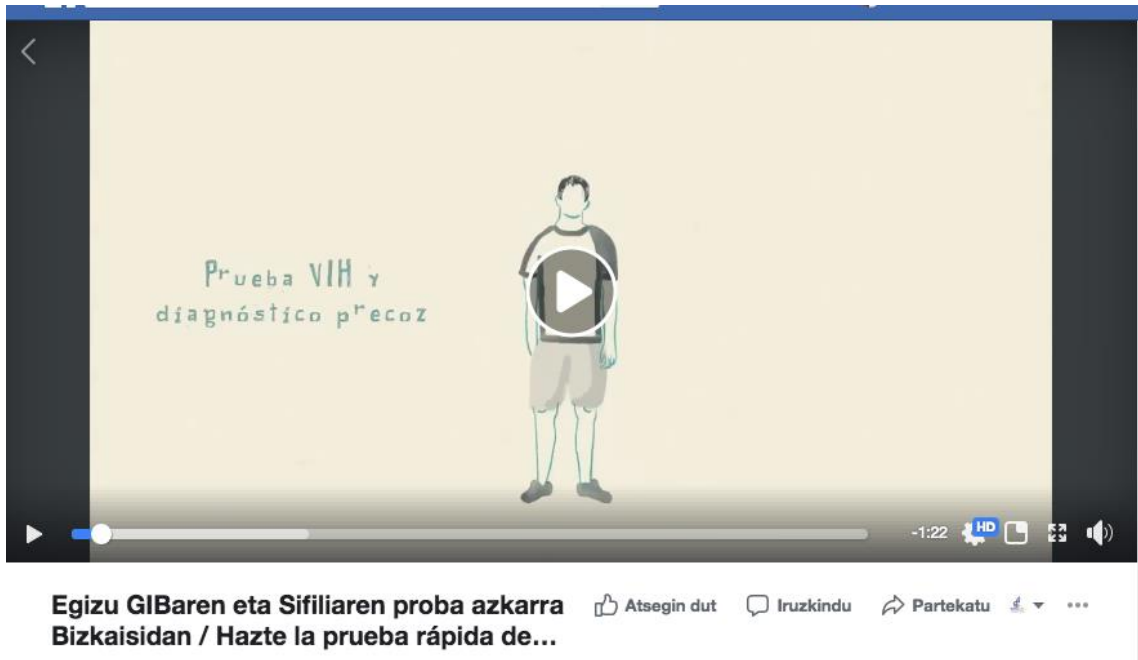 Prueba VIH y
diagnóstico precoz
-1:22
HD
Egizu GIBaren eta Sifiliaren proba azkarra
Bizkaisidan / Hazte la prueba rápida de...
Atsegin dut
Iruzkindu
Partekatu